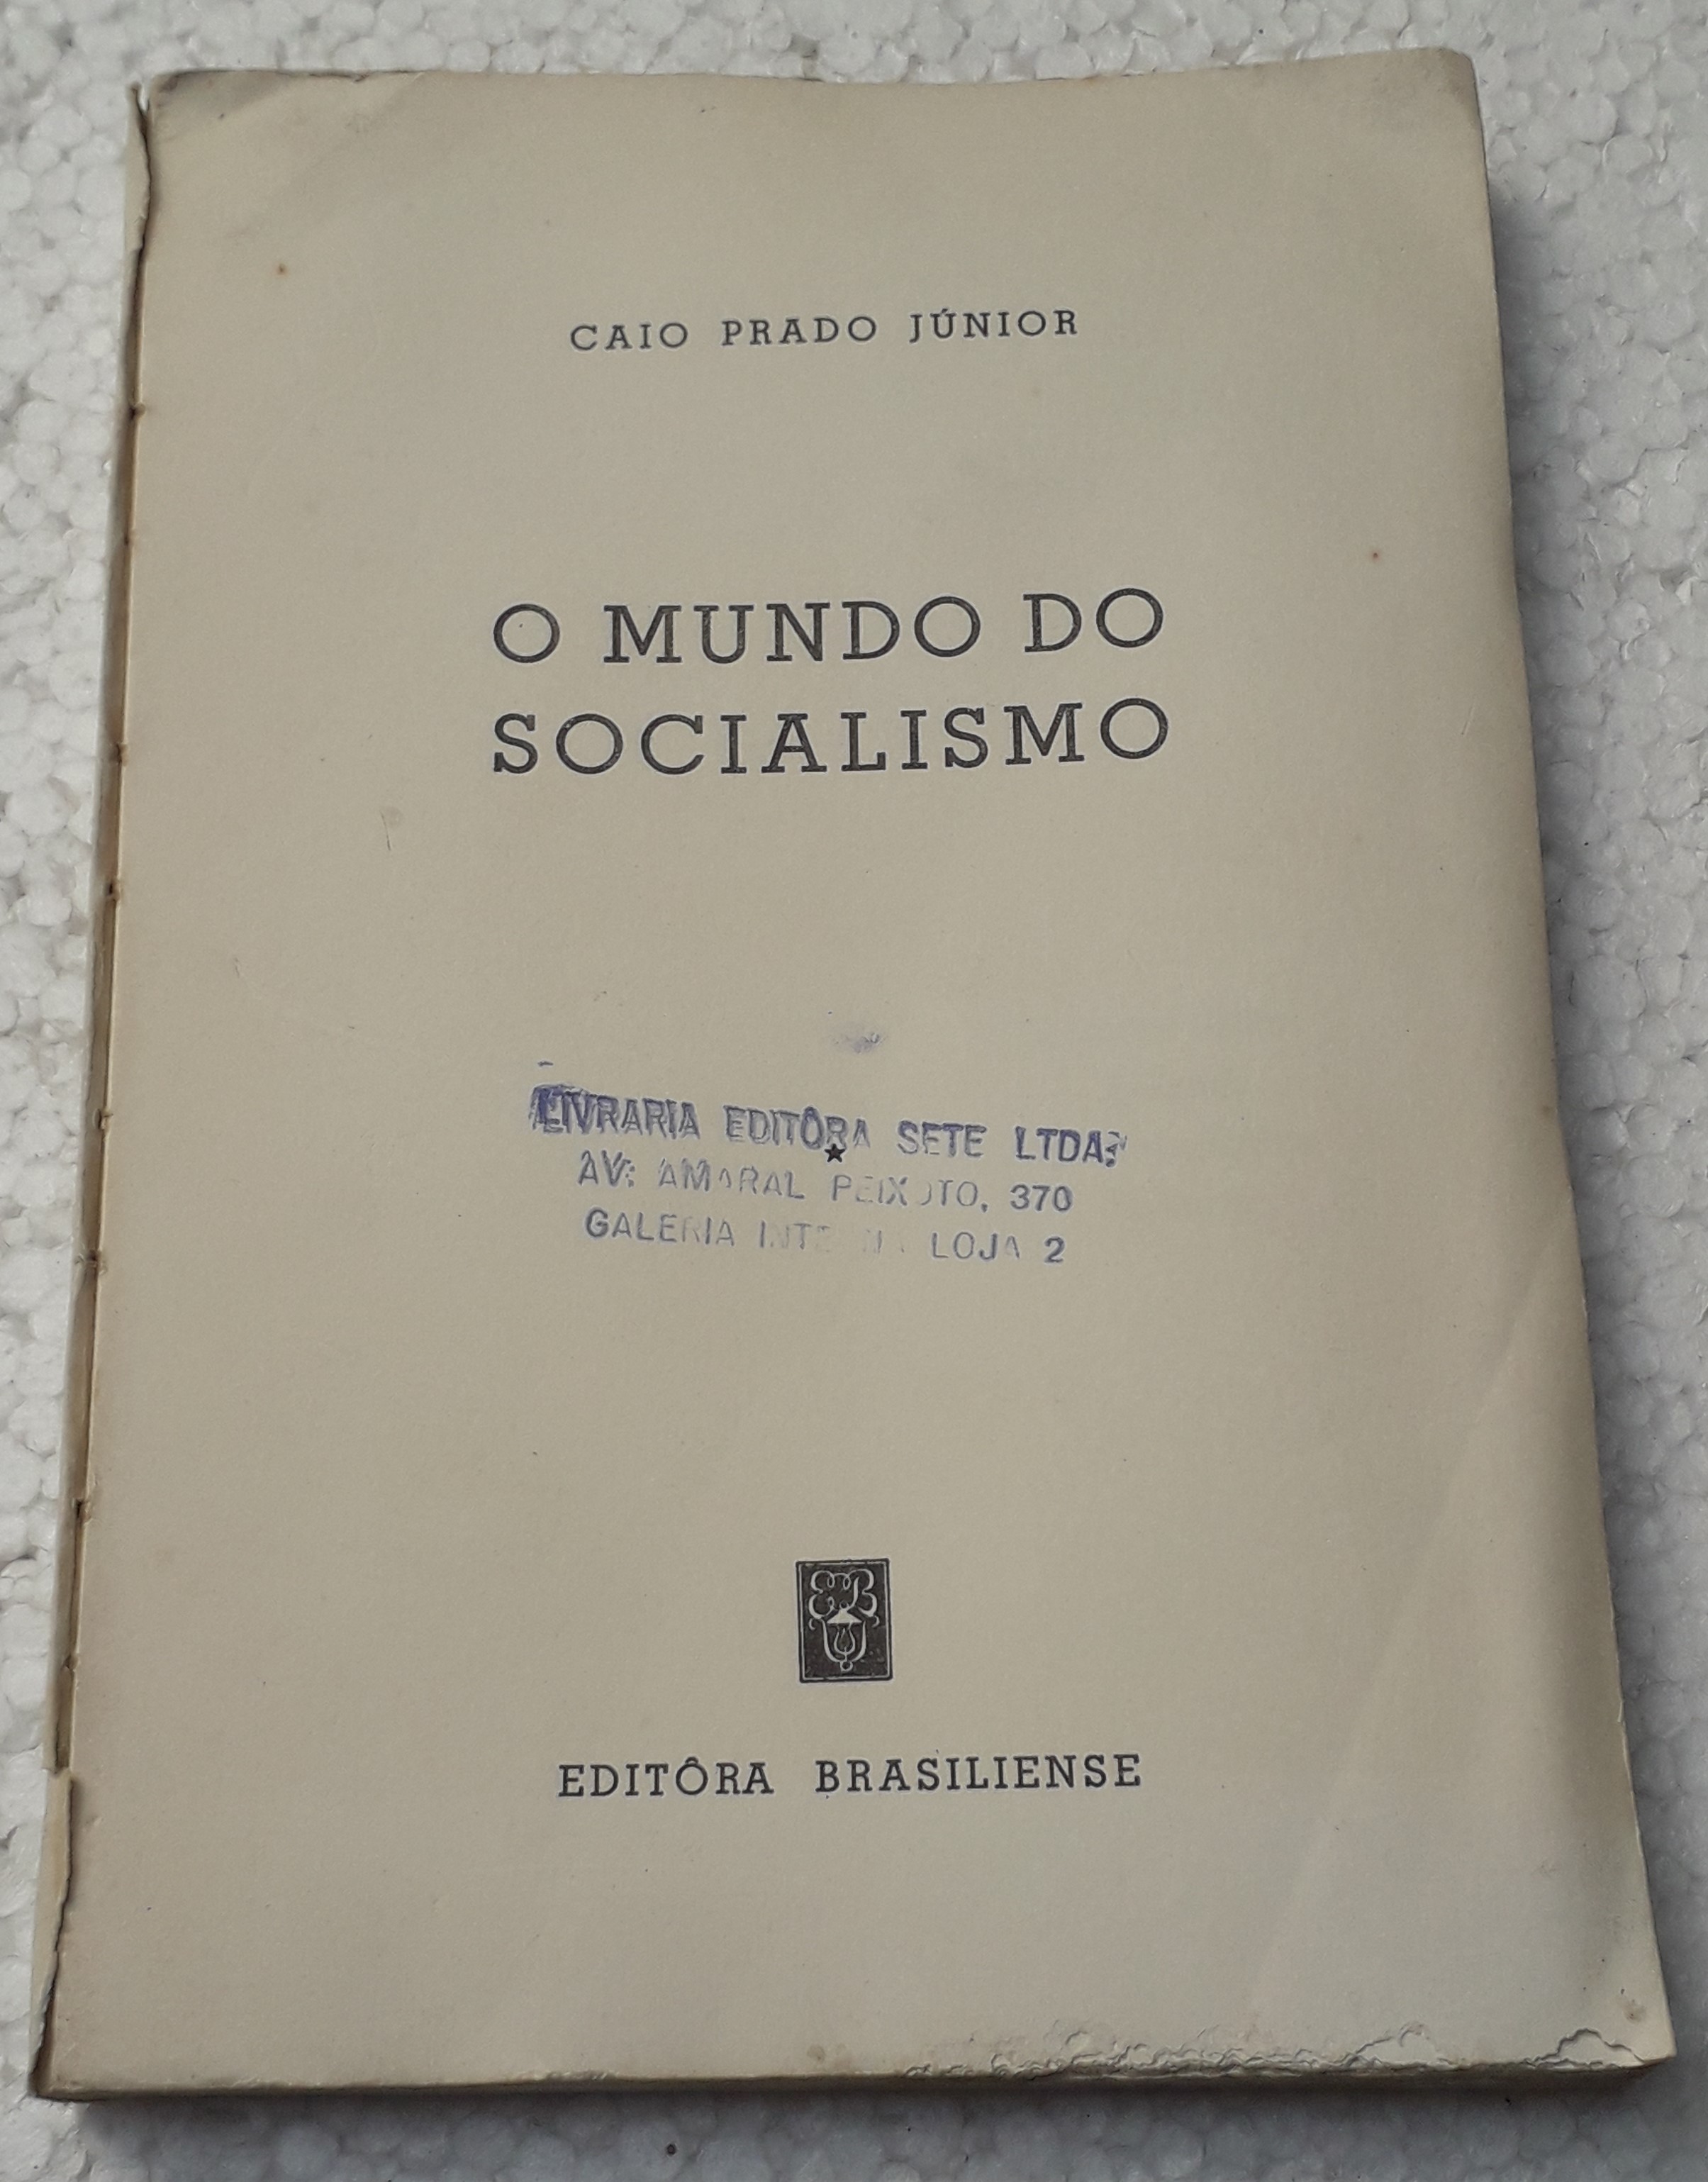 CAIO PRADO JÚNIOR
O MUNDO DO
SOCIALISMO
LIVRARIA EDITÔRA SETE LTDA.
★
AV. AMARAL PEIXOTO, 370
GALERIA LOJA 2
EB
EDITÔRA BRASILIENSE